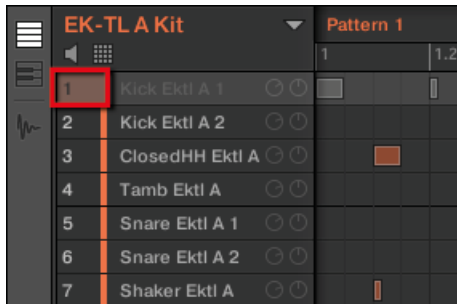 EK-TL A Kit Pattern 1
1 1.2
1 Kick Ektl A 1
2 Kick Ektl A 2
3 ClosedHH Ektl A
4 Tamb Ektl A
5 Snare Ektl A 1
6 Snare Ektl A 2
7 Shaker Ektl A